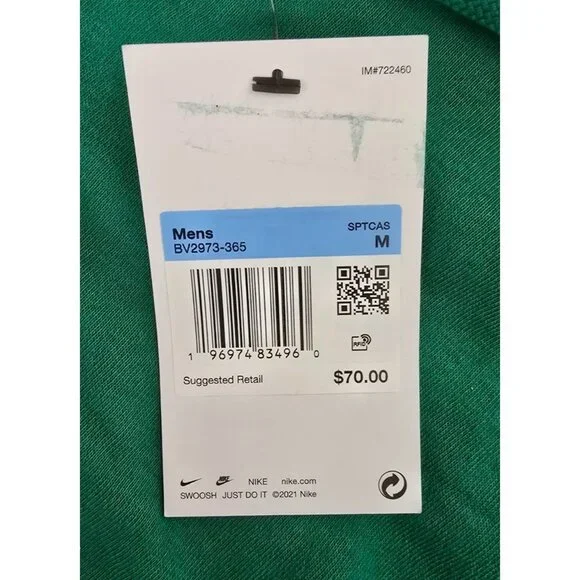 IM#722460
Mens SPTCAS
BV2973-365 M
1 96974 83496 0
RFID
Suggested Retail $70.00
NIKE nike.com
SWOOSH JUST DO IT ©2021 Nike